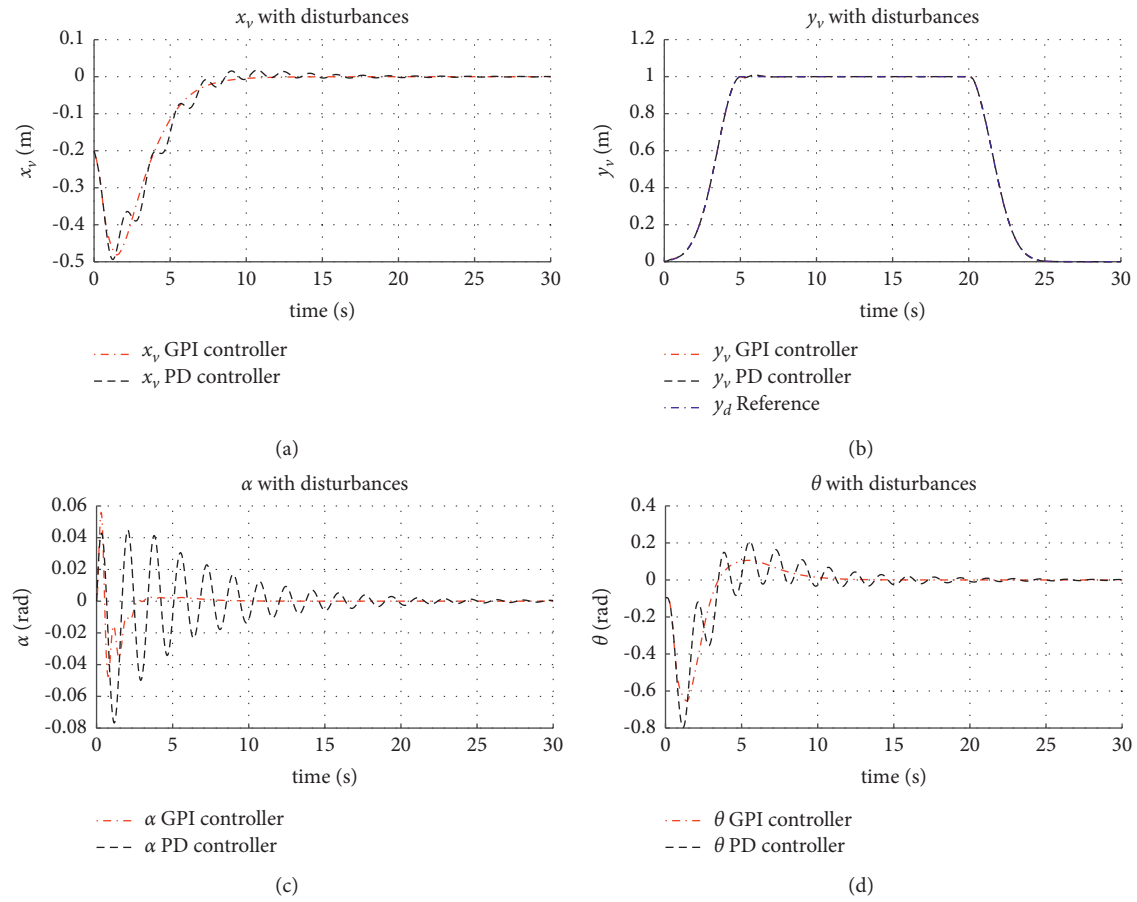 x_v with disturbances
0.1
0
-0.1
-0.2
-0.3
-0.4
-0.5
x_v (m)
0 5 10 15 20 25 30
time (s)
x_v GPI controller
x_v PD controller
(a)
y_v with disturbances
1.2
1
0.8
0.6
0.4
0.2
0
y_v (m)
0 5 10 15 20 25 30
time (s)
y_v GPI controller
y_v PD controller
y_d Reference
(b)
α with disturbances
0.06
0.04
0.02
0
-0.02
-0.04
-0.06
-0.08
α (rad)
0 5 10 15 20 25 30
time (s)
α GPI controller
α PD controller
(c)
θ with disturbances
0.4
0.2
0
-0.2
-0.4
-0.6
-0.8
θ (rad)
0 5 10 15 20 25 30
time (s)
θ GPI controller
θ PD controller
(d)